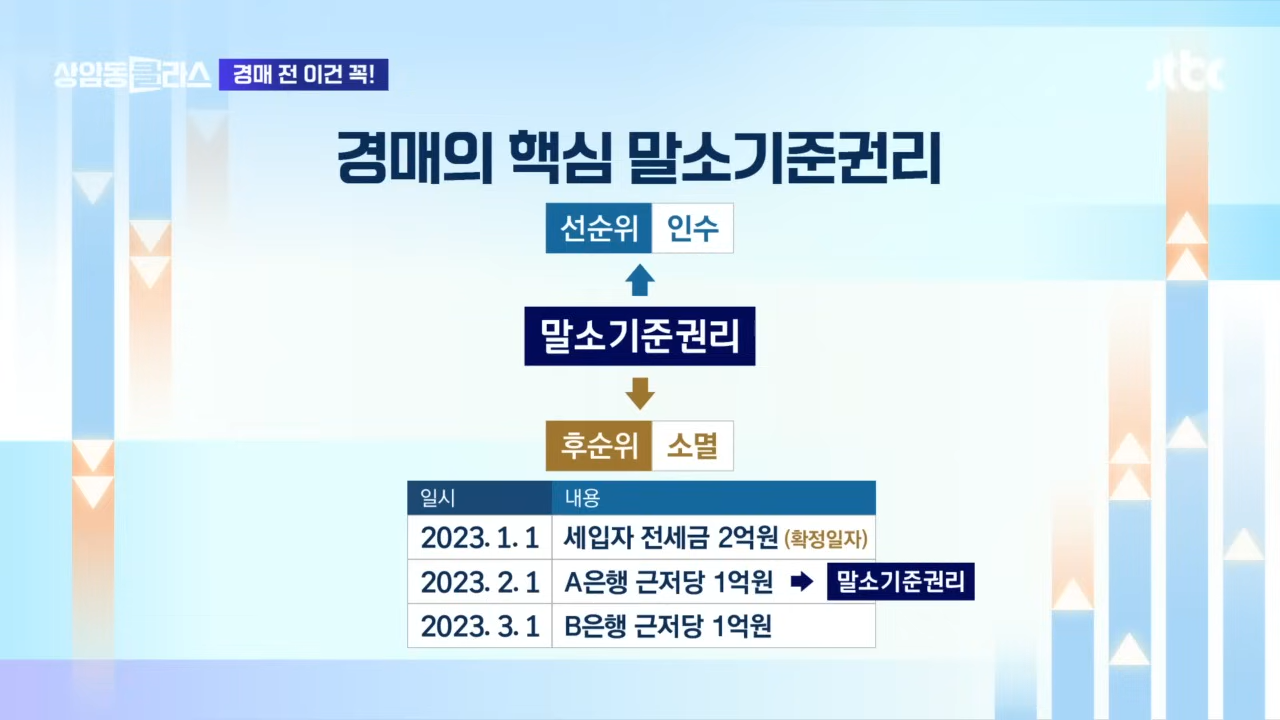 상암동클라스 경매 전 이건 꼭! jtbc
경매의 핵심 말소기준권리
선순위 인수
말소기준권리
후순위 소멸
일시 내용
2023. 1. 1 세입자 전세금 2억원 (확정일자)
2023. 2. 1 A은행 근저당 1억원 → 말소기준권리
2023. 3. 1 B은행 근저당 1억원